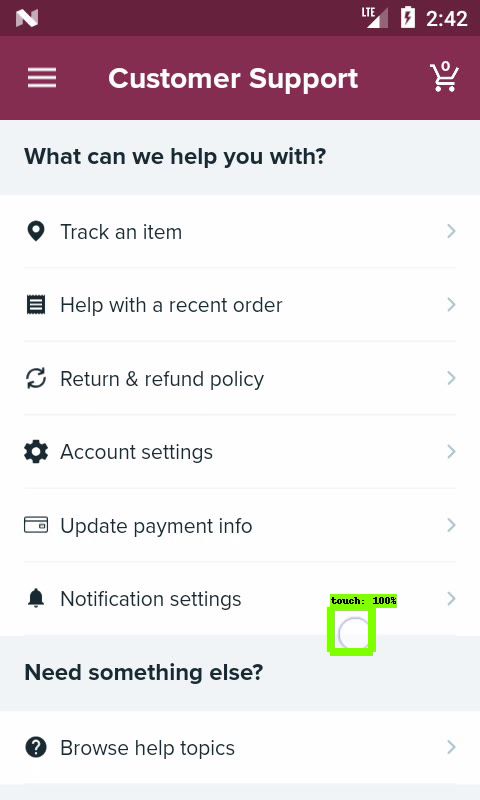 LTE 2:42
Customer Support 0
What can we help you with?
Track an item
Help with a recent order
Return & refund policy
Account settings
Update payment info
Notification settings
touch: 100%
Need something else?
Browse help topics